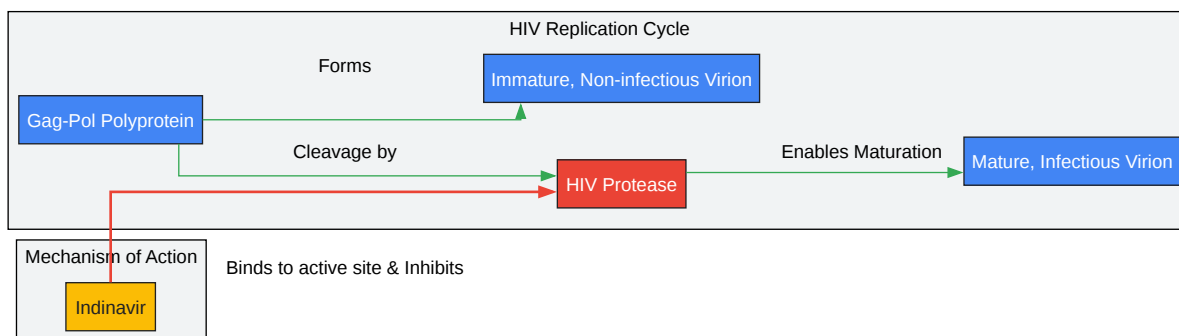 HIV Replication Cycle
Forms
Immature, Non-infectious Virion
Gag-Pol Polyprotein
Cleavage by
Enables Maturation
Mature, Infectious Virion
HIV Protease
Mechanism of Action
Binds to active site & Inhibits
Indinavir